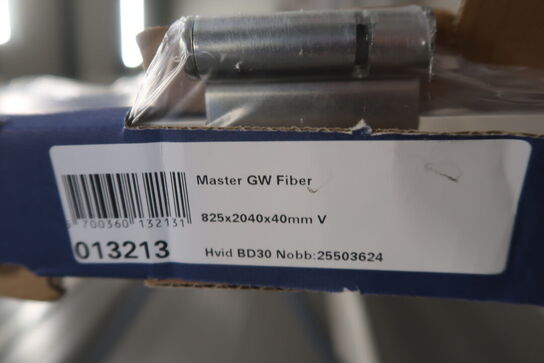 Master GW Fiber
825x2040x40mm V
700360 132131
013213
Hvid BD30 Nobb:25503624